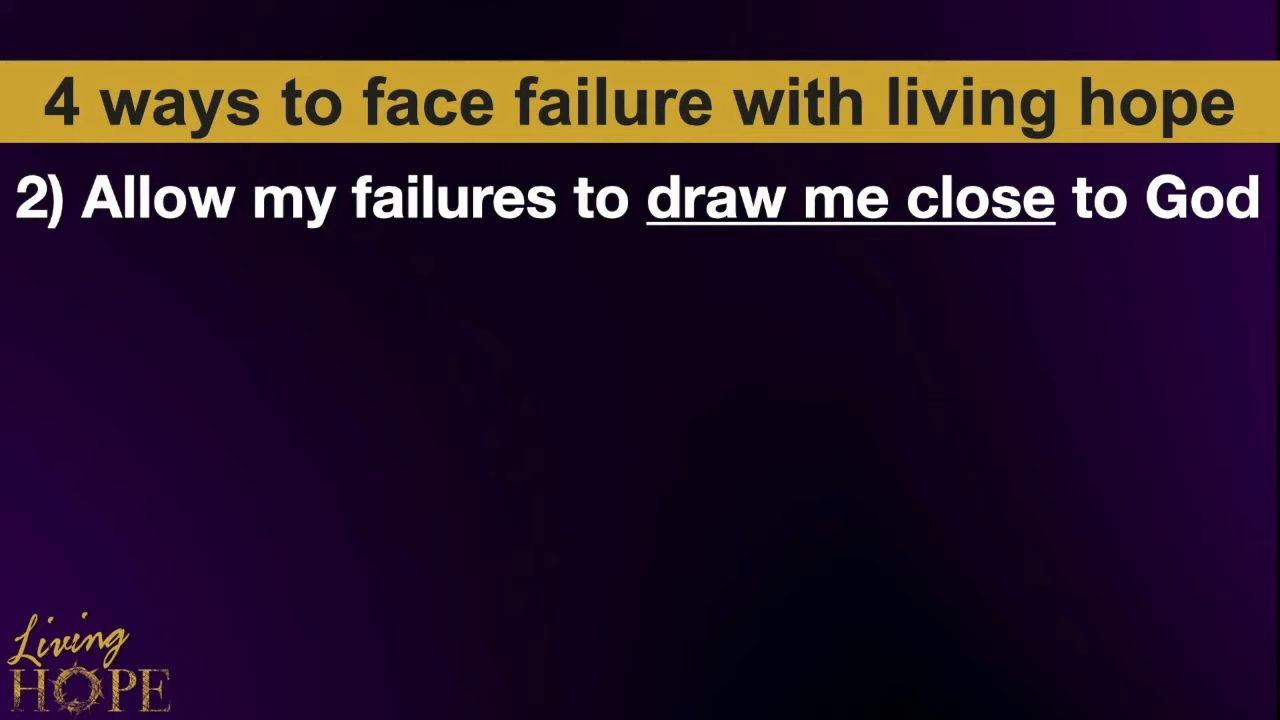 4 ways to face failure with living hope
2) Allow my failures to draw me close to God
Living
HOPE